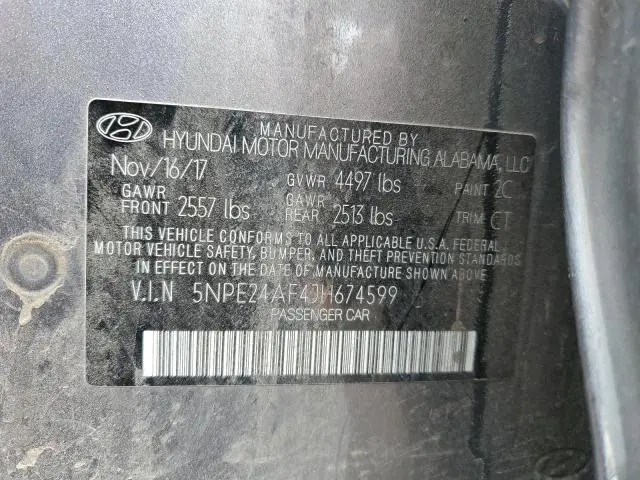 MANUFACTURED BY
HYUNDAI MOTOR MANUFACTURING ALABAMA, LLC
Nov/16/17 GVWR 4497 lbs PAINT 2C
GAWR FRONT 2557 lbs GAWR REAR 2513 lbs TRIM CT
THIS VEHICLE CONFORMS TO ALL APPLICABLE U.S.A. FEDERAL
MOTOR VEHICLE SAFETY, BUMPER, AND THEFT PREVENTION STANDARDS
IN EFFECT ON THE DATE OF MANUFACTURE SHOWN ABOVE.
V.I.N 5NPE24AF4JH674599
PASSENGER CAR